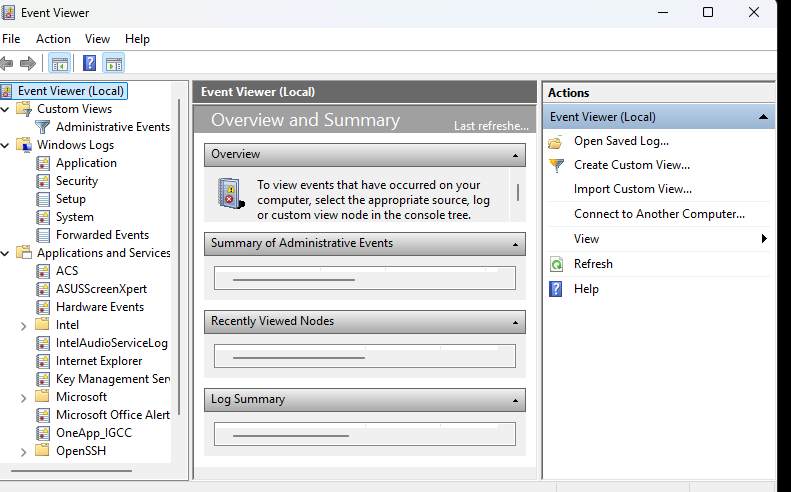 Event Viewer
File Action View Help
Event Viewer (Local)
Custom Views
Administrative Events
Windows Logs
Application
Security
Setup
System
Forwarded Events
Applications and Services
ACS
ASUSScreenXpert
Hardware Events
Intel
IntelAudioServiceLog
Internet Explorer
Key Management Serv
Microsoft
Microsoft Office Alert
OneApp_IGCC
OpenSSH
Event Viewer (Local)
Overview and Summary
Last refreshe...
Overview
To view events that have occurred on your
computer, select the appropriate source, log
or custom view node in the console tree.
Summary of Administrative Events
Recently Viewed Nodes
Log Summary
Actions
Event Viewer (Local)
Open Saved Log...
Create Custom View...
Import Custom View...
Connect to Another Computer...
View
Refresh
Help